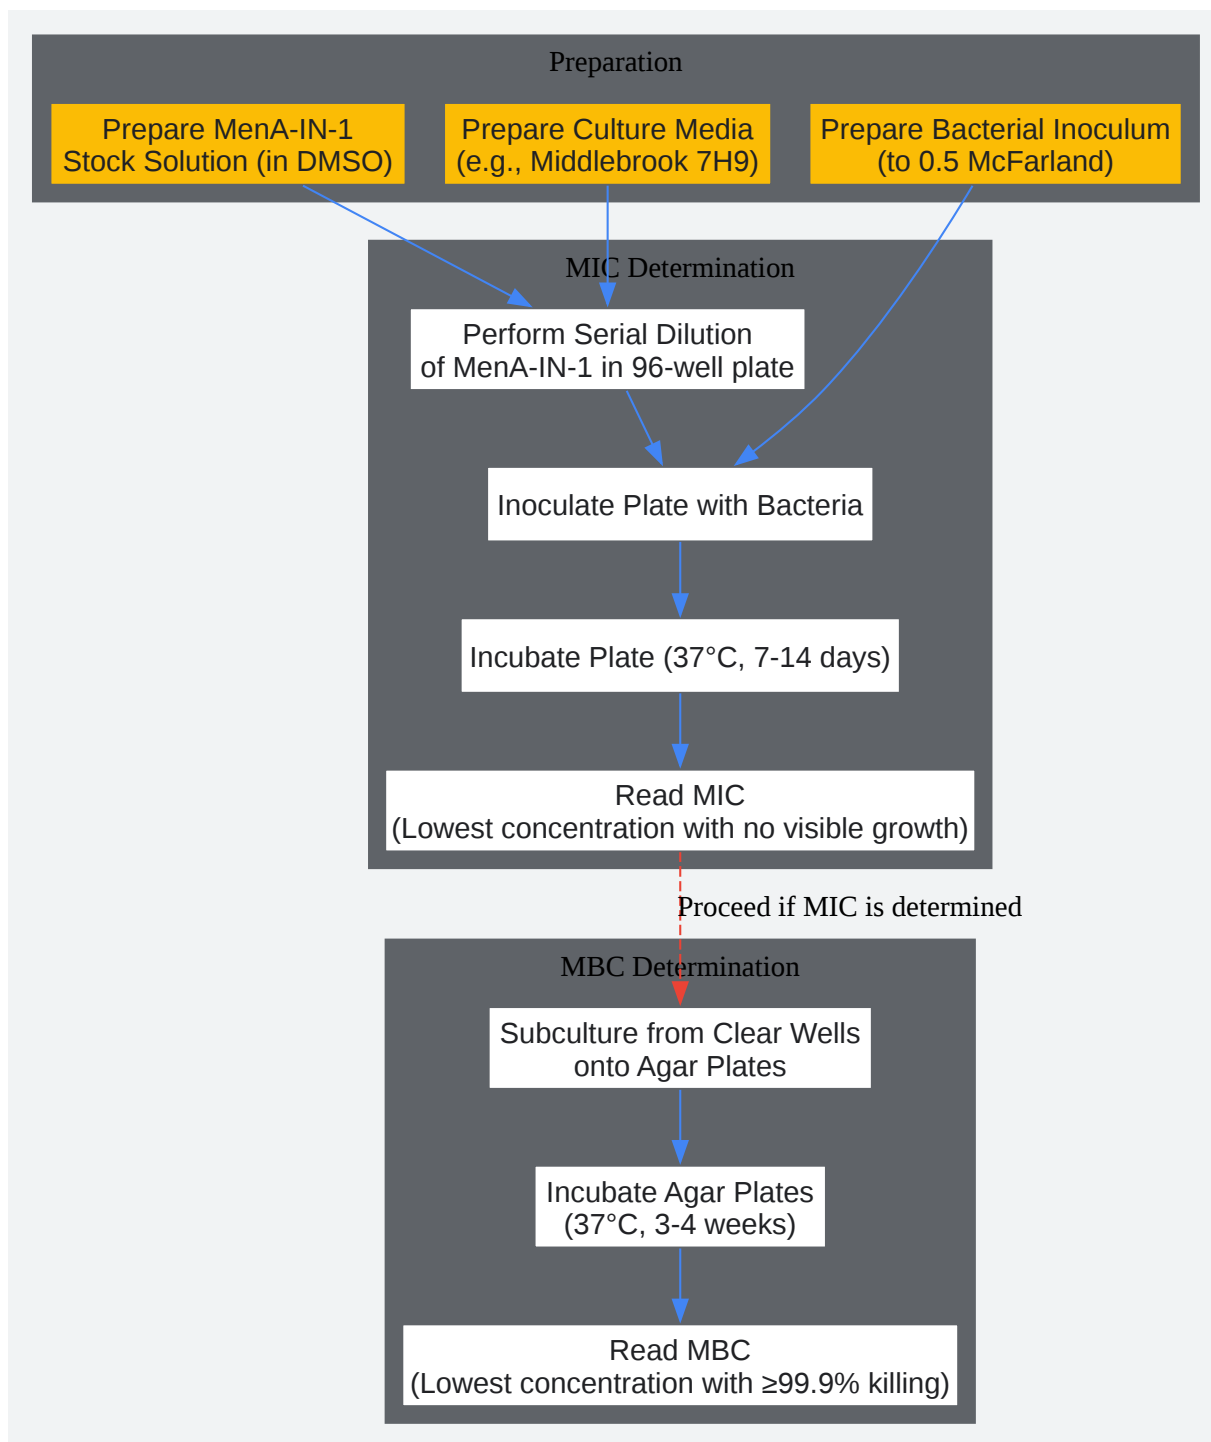 Preparation
Prepare MenA-IN-1
Stock Solution (in DMSO)
Prepare Culture Media
(e.g., Middlebrook 7H9)
Prepare Bacterial Inoculum
(to 0.5 McFarland)
MIC Determination
Perform Serial Dilution
of MenA-IN-1 in 96-well plate
Inoculate Plate with Bacteria
Incubate Plate (37°C, 7-14 days)
Read MIC
(Lowest concentration with no visible growth)
Proceed if MIC is determined
MBC Determination
Subculture from Clear Wells
onto Agar Plates
Incubate Agar Plates
(37°C, 3-4 weeks)
Read MBC
(Lowest concentration with ≥99.9% killing)